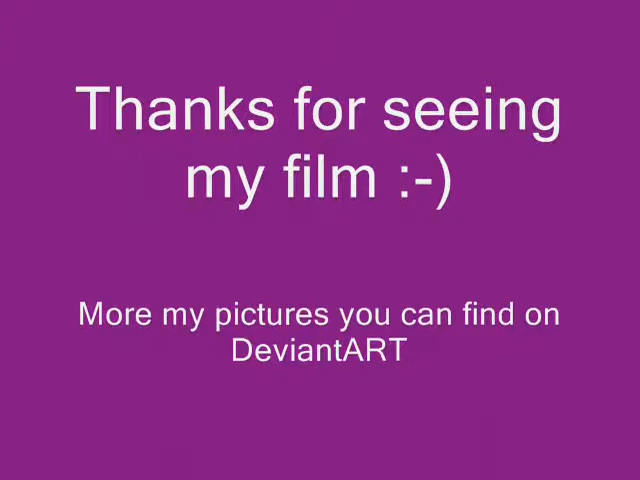 Thanks for seeing
my film :-)
More my pictures you can find on
DeviantART